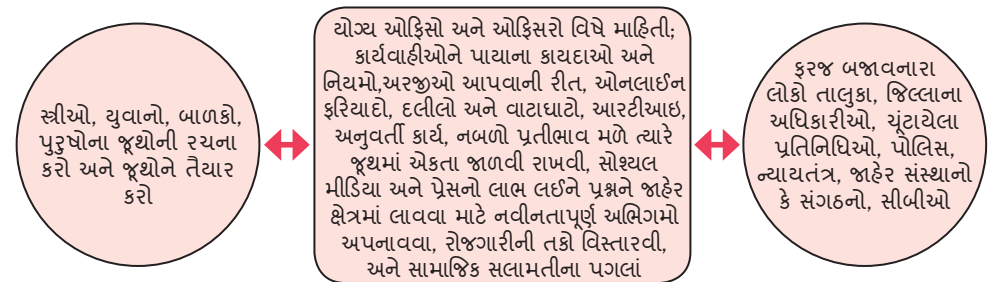 સ્ત્રીઓ, યુવાનો, બાળકો,
પુરુષોના જૂથોની રચના
કરો અને જૂથોને તૈયાર
કરો
યોગ્ય ઓફિસો અને ઓફિસરો વિષે માહિતી;
કાર્યવાહીઓને પાયાના કાયદાઓ અને
નિયમો,અરજીઓ આપવાની રીત, ઓનલાઈન
ફરિયાદો, દલીલો અને વાટાઘાટો, આરટીઆઇ,
અનુવર્તી કાર્ય, નબળો પ્રતીભાવ મળે ત્યારે
જૂથમાં એકતા જાળવી રાખવી, સોશ્યલ
મીડિયા અને પ્રેસનો લાભ લઈને પ્રશ્નને જાહેર
ક્ષેત્રમાં લાવવા માટે નવીનતાપૂર્ણ અભિગમો
અપનાવવા, રોજગારીની તકો વિસ્તારવી,
અને સામાજિક સલામતીના પગલાં
ફરજ બજાવનારા
લોકો તાલુકા, જિલ્લાના
અધિકારીઓ, ચૂંટાયેલા
પ્રતિનિધિઓ, પોલિસ,
ન્યાયતંત્ર, જાહેર સંસ્થાનો
કે સંગઠનો, સીબીઓ